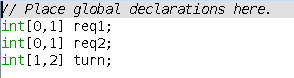 // Place global declarations here.
int[0,1] req1;
int[0,1] req2;
int[1,2] turn;